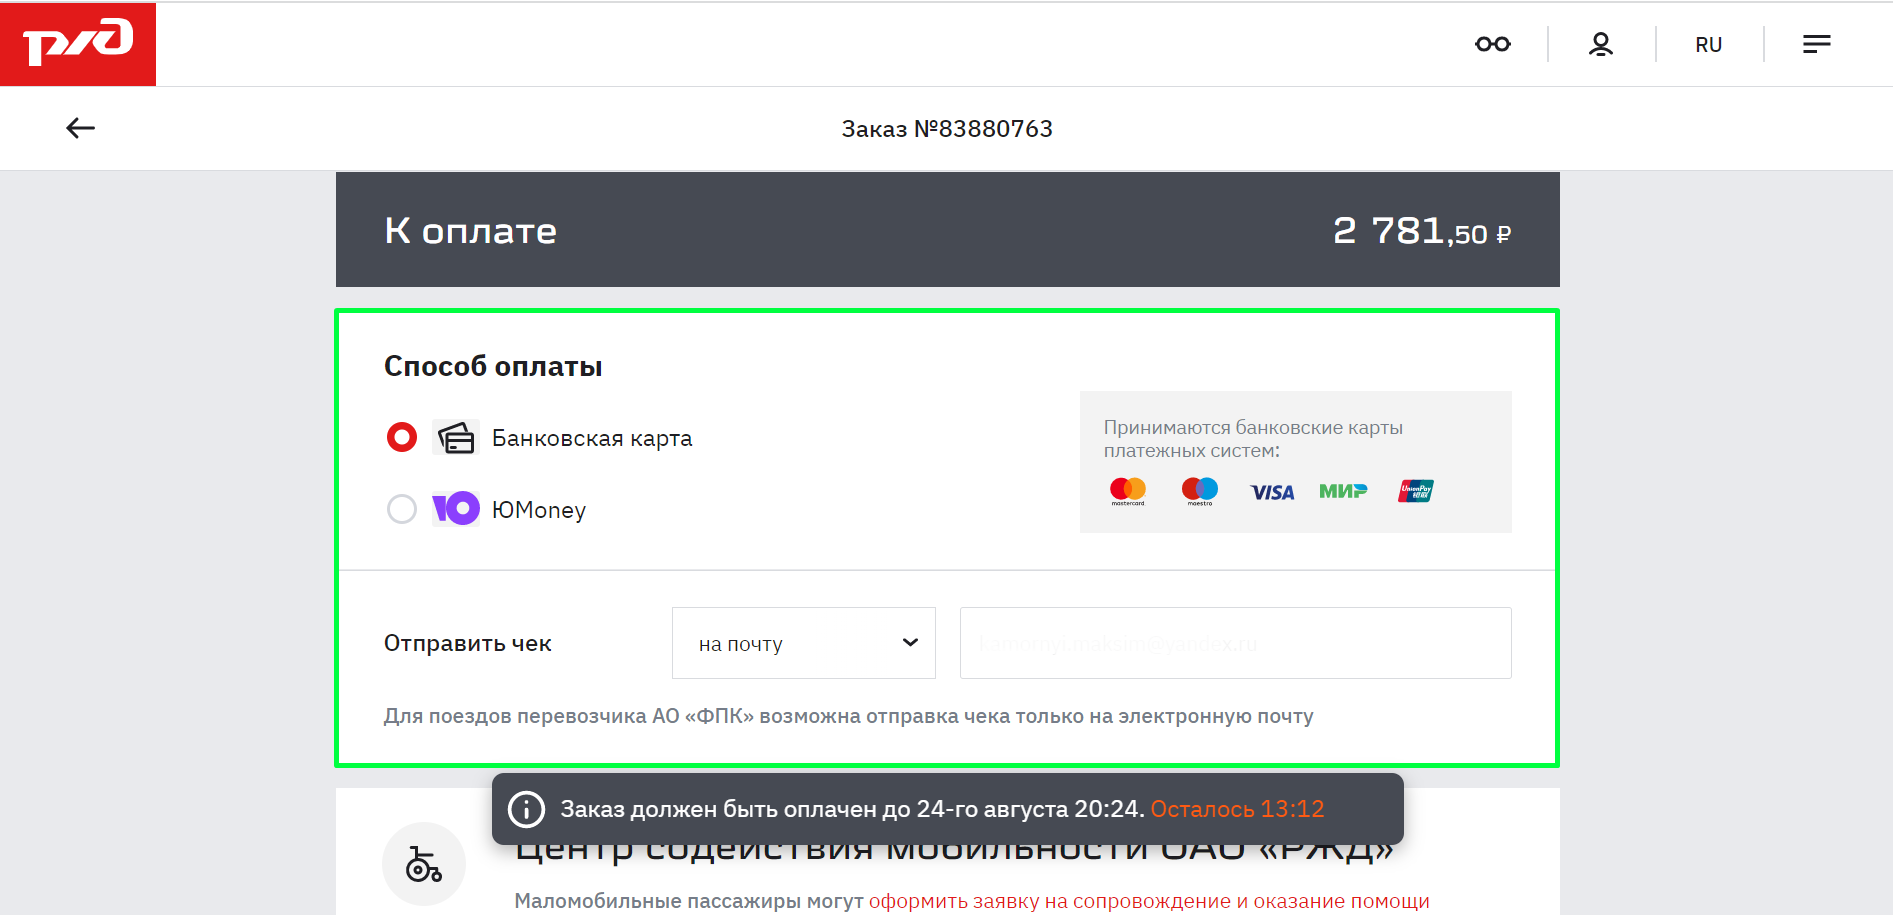 ржд
RU
Заказ №83880763
К оплате
2 781,50 ₽
Способ оплаты
Банковская карта
ЮMoney
Принимаются банковские карты
платежных систем:
mastercard
maestro
VISA
МИР
UnionPay
银联
Отправить чек
на почту
Для поездов перевозчика АО «ФПК» возможна отправка чека только на электронную почту
Заказ должен быть оплачен до 24-го августа 20:24. Осталось 13:12
Центр содействия мобильности ОАО «РЖД»
Маломобильные пассажиры могут оформить заявку на сопровождение и оказание помощи